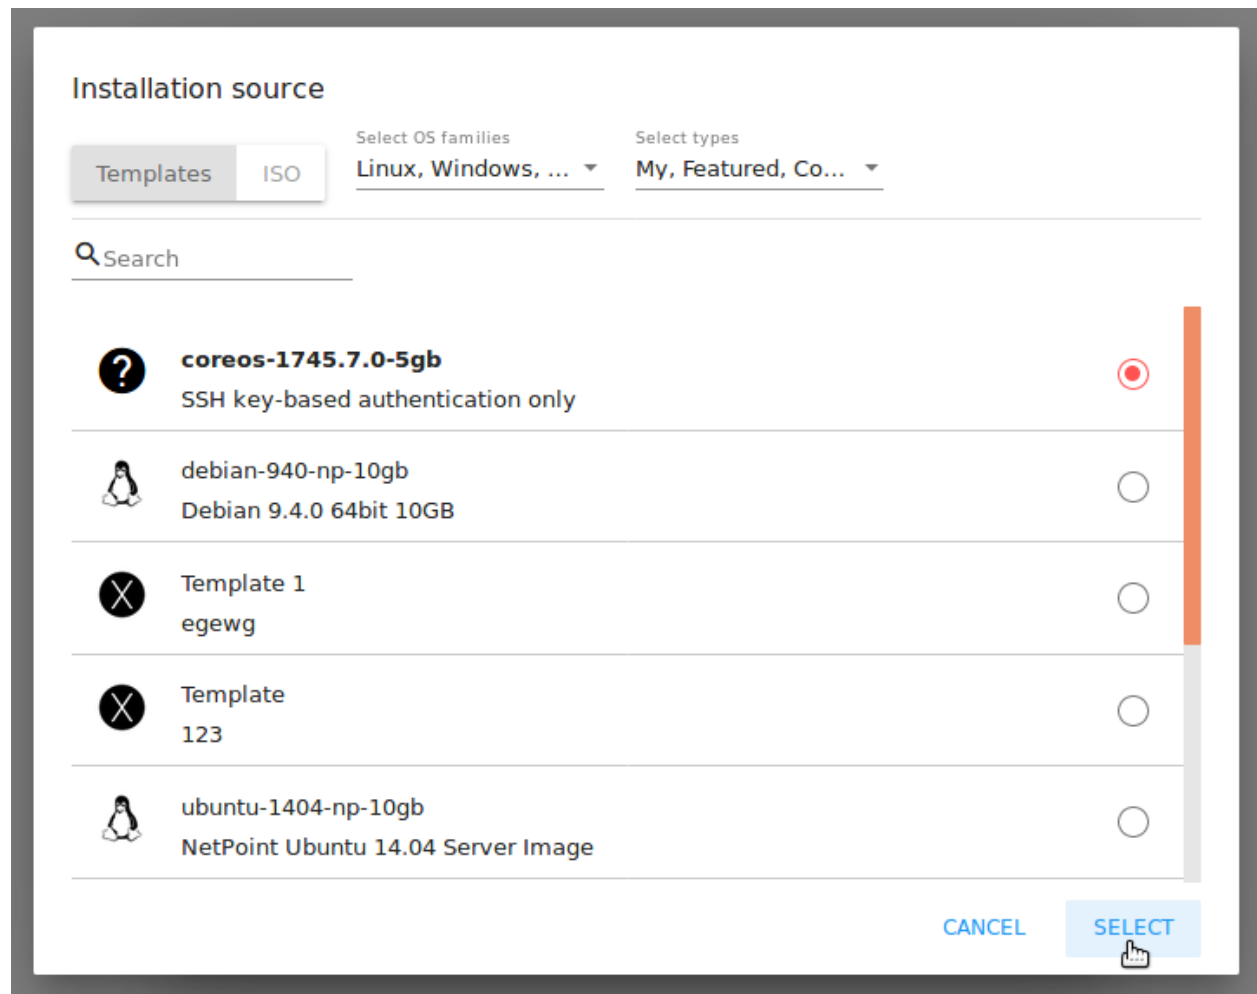 Installation source
Templates
ISO
Select OS families
Linux, Windows, ...
Select types
My, Featured, Co...
Search
coreos-1745.7.0-5gb
SSH key-based authentication only
debian-940-np-10gb
Debian 9.4.0 64bit 10GB
Template 1
egewg
Template
123
ubuntu-1404-np-10gb
NetPoint Ubuntu 14.04 Server Image
CANCEL
SELECT